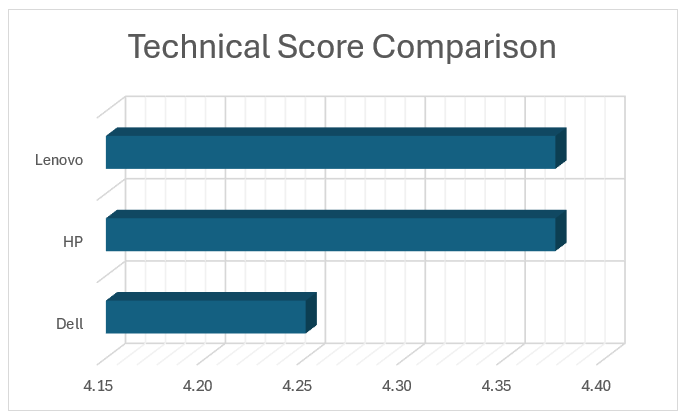 Technical Score Comparison
Lenovo
HP
Dell
4.15 4.20 4.25 4.30 4.35 4.40